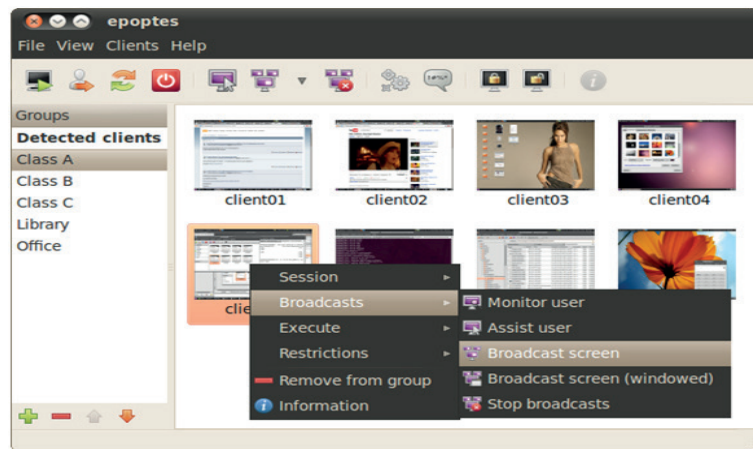 epoptes
File View Clients Help
Groups
Detected clients
Class A
Class B
Class C
Library
Office
client01
client02
client03
client04
Session
Broadcasts
Execute
Restrictions
Remove from group
Information
Monitor user
Assist user
Broadcast screen
Broadcast screen (windowed)
Stop broadcasts